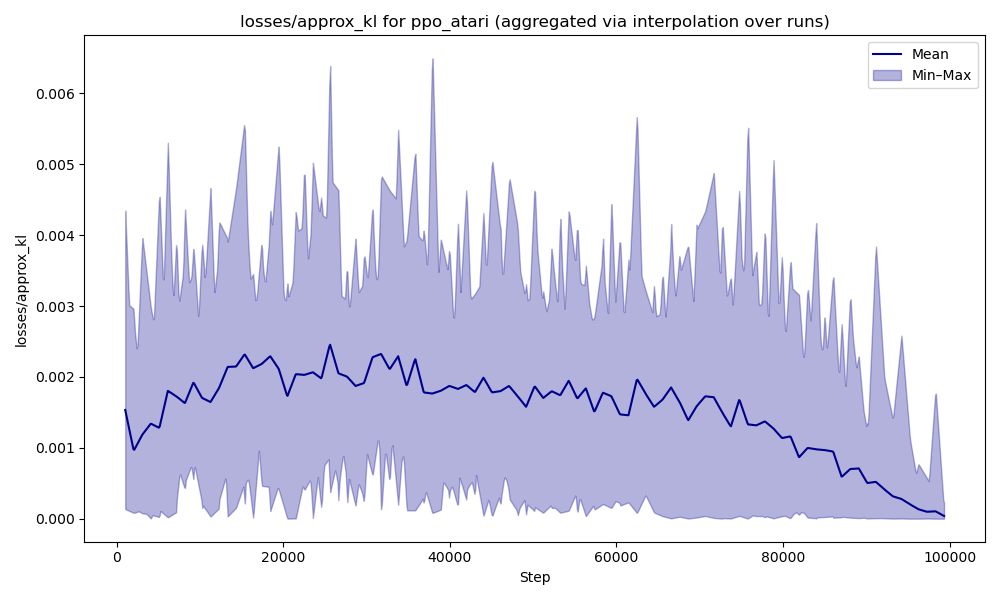 losses/approx_kl for ppo_atari (aggregated via interpolation over runs)
Mean
Min–Max
losses/approx_kl
0.006
0.005
0.004
0.003
0.002
0.001
0.000
0
20000
40000
60000
80000
100000
Step